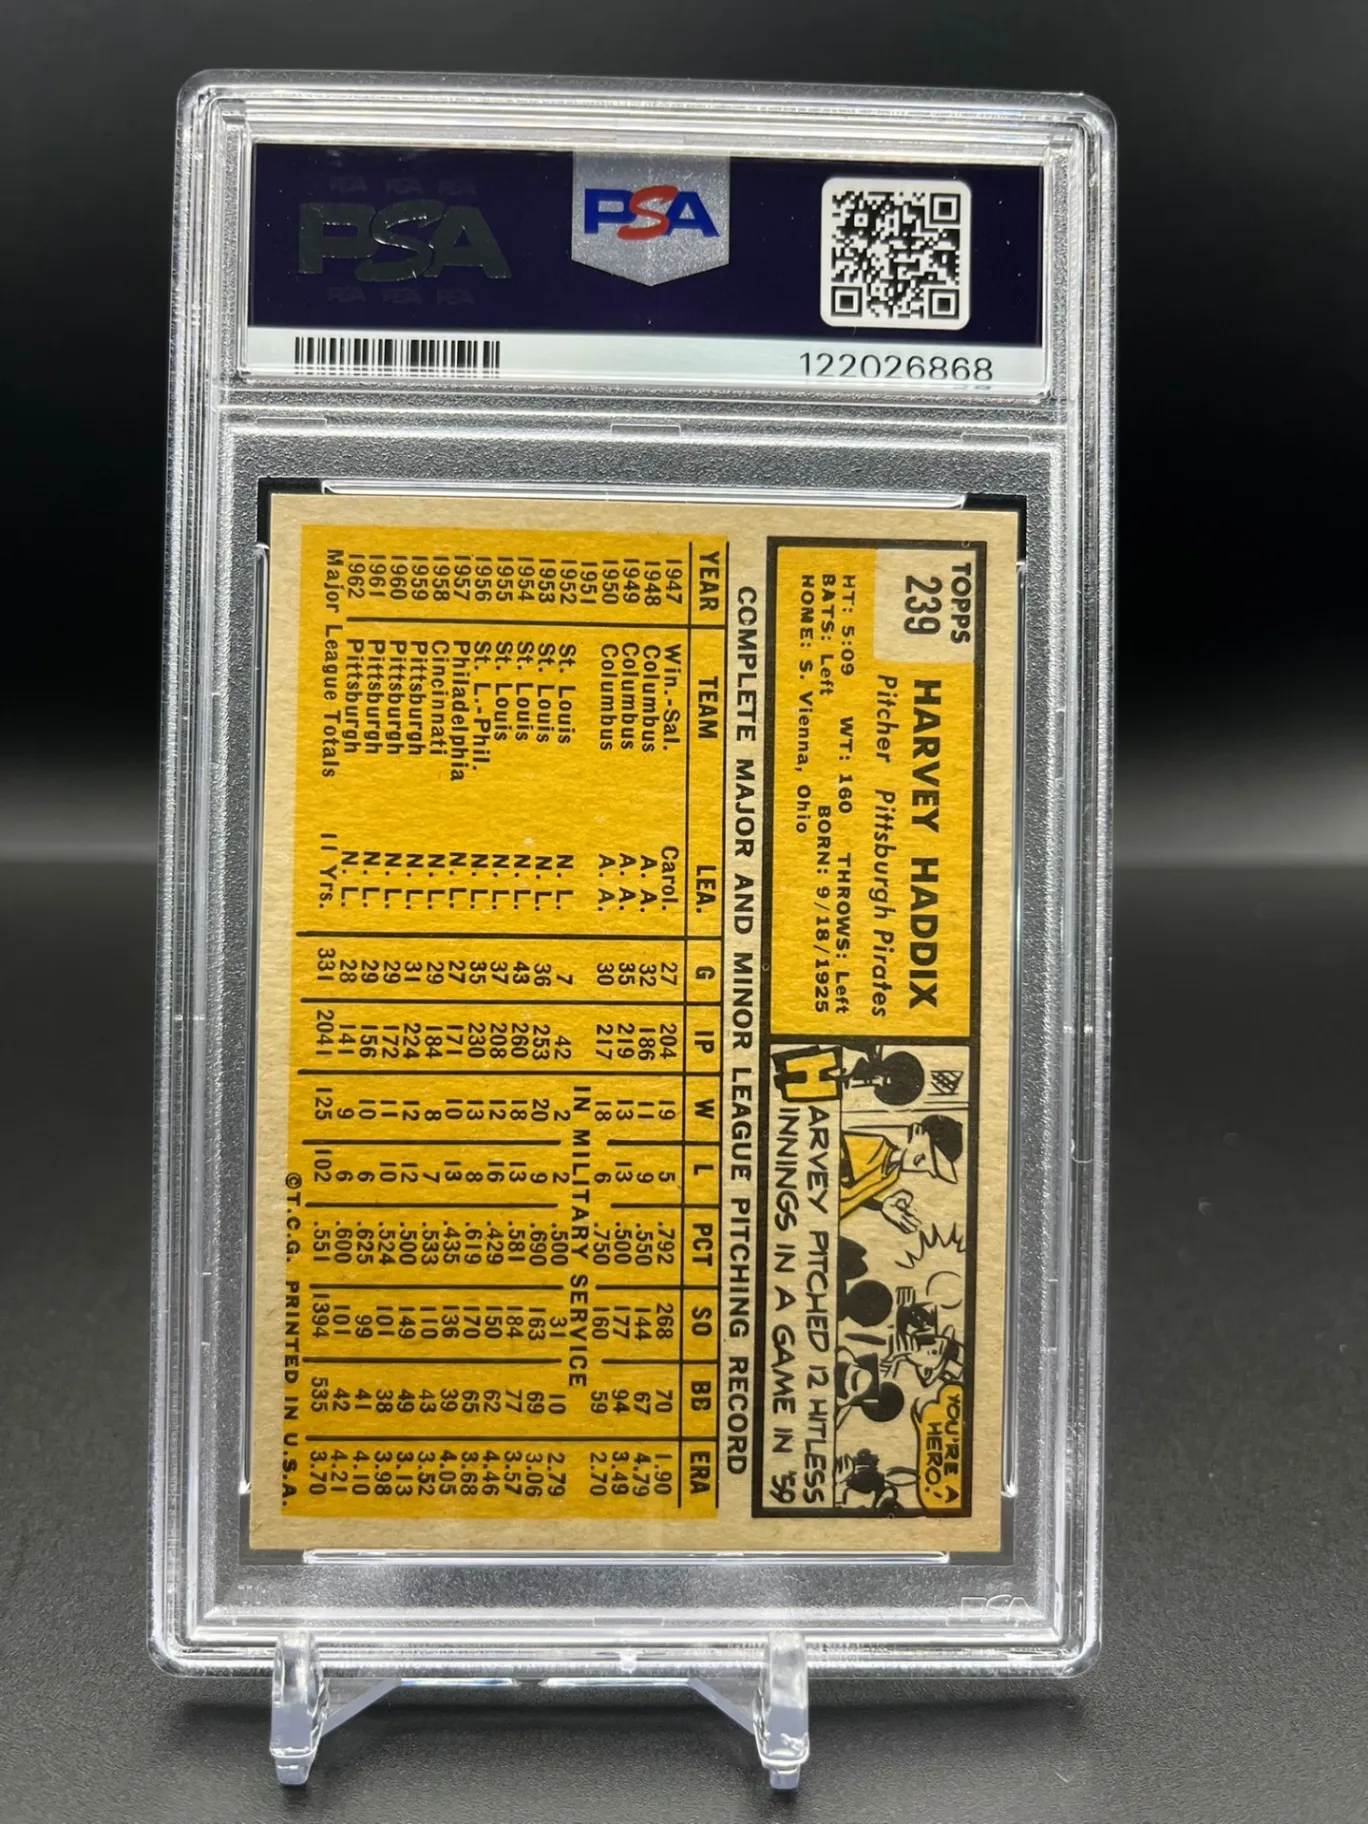 PSA PSA PSA
PSA
PSA PSA PSA
PSA
122026868
TOPPS
239
HARVEY HADDIX
Pitcher Pittsburgh Pirates
HT: 5:09 WT: 160 THROWS: Left
BATS: Left BORN: 9/18/1925
HOME: S. Vienna, Ohio
YOU'RE A HERO!
HARVEY PITCHED 12 HITLESS
INNINGS IN A GAME IN '59
COMPLETE MAJOR AND MINOR LEAGUE PITCHING RECORD
YEAR TEAM LEA. G IP W L PCT SO BB ERA
1947 Win.-Sal. Carol. 27 204 19 5 .792 268 70 1.90
1948 Columbus A. A. 32 186 11 9 .550 144 67 4.79
1949 Columbus A. A. 35 219 13 13 .500 177 94 3.49
1950 Columbus A. A. 30 217 18 6 .750 160 59 2.70
1951 IN MILITARY SERVICE
1952 St. Louis N. L. 7 42 2 2 .500 31 10 2.79
1953 St. Louis N. L. 36 253 20 9 .690 163 69 3.06
1954 St. Louis N. L. 43 260 18 13 .581 184 77 3.57
1955 St. Louis N. L. 37 208 12 16 .429 150 62 4.46
1956 St. L.-Phil. N. L. 35 230 13 8 .619 170 65 3.68
1957 Philadelphia N. L. 27 171 10 13 .435 136 39 4.05
1958 Cincinnati N. L. 29 184 8 7 .533 110 43 3.52
1959 Pittsburgh N. L. 31 224 12 12 .500 149 49 3.13
1960 Pittsburgh N. L. 29 172 11 10 .524 101 38 3.98
1961 Pittsburgh N. L. 29 156 10 6 .625 99 41 4.10
1962 Pittsburgh N. L. 28 141 9 6 .600 101 42 4.21
Major League Totals 11 Yrs. 331 2041 125 102 .551 1394 535 3.70
©T.C.G. PRINTED IN U.S.A.
PSA